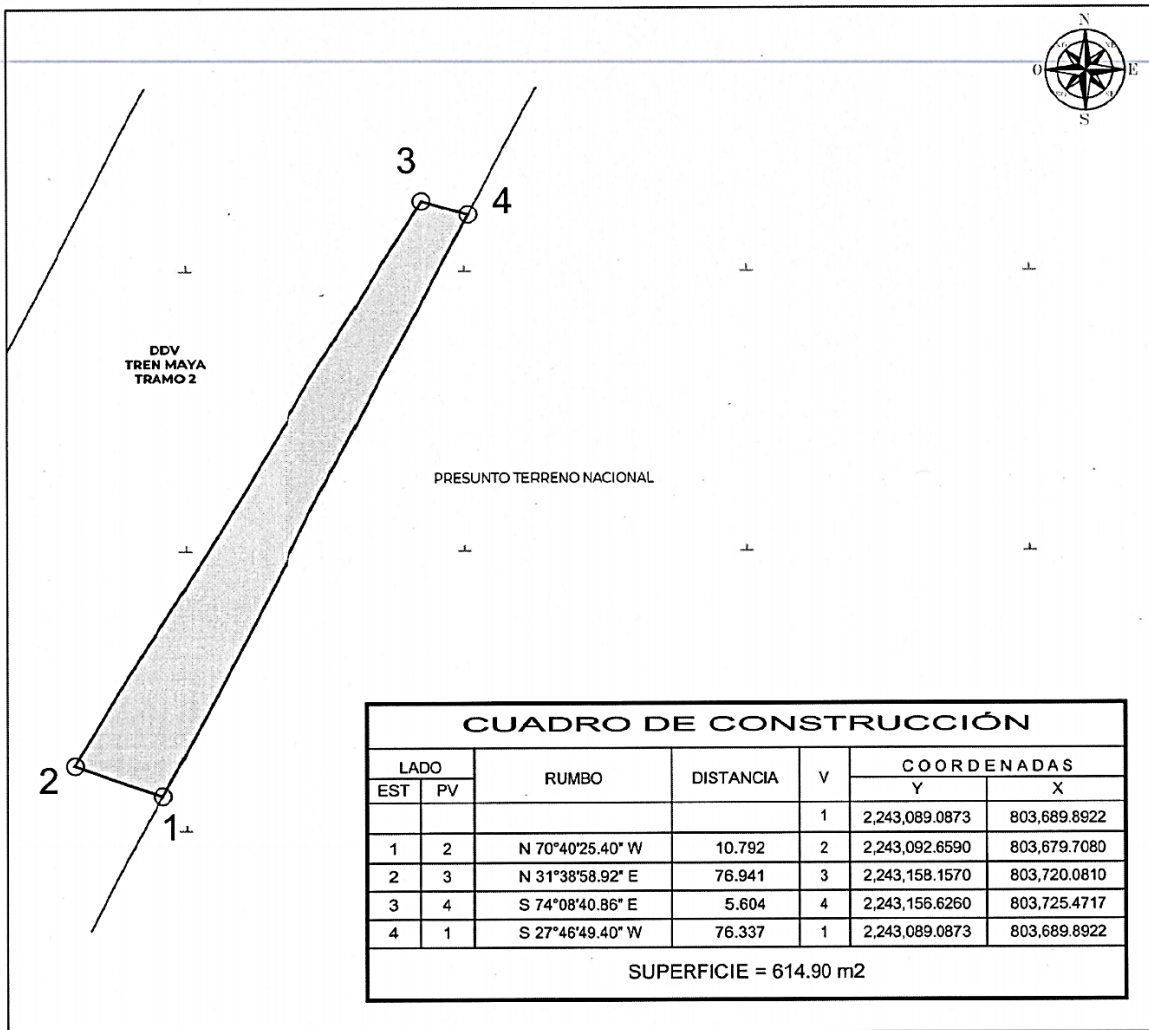 N
O E
S
3
4
DDV
TREN MAYA
TRAMO 2
PRESUNTO TERRENO NACIONAL
2
1
CUADRO DE CONSTRUCCIÓN
LADO RUMBO DISTANCIA V COORDENADAS
EST PV Y X
1 2,243,089.0873 803,689.8922
1 2 N 70°40'25.40" W 10.792 2 2,243,092.6590 803,679.7080
2 3 N 31°38'58.92" E 76.941 3 2,243,158.1570 803,720.0810
3 4 S 74°08'40.86" E 5.604 4 2,243,156.6260 803,725.4717
4 1 S 27°46'49.40" W 76.337 1 2,243,089.0873 803,689.8922
SUPERFICIE = 614.90 m2